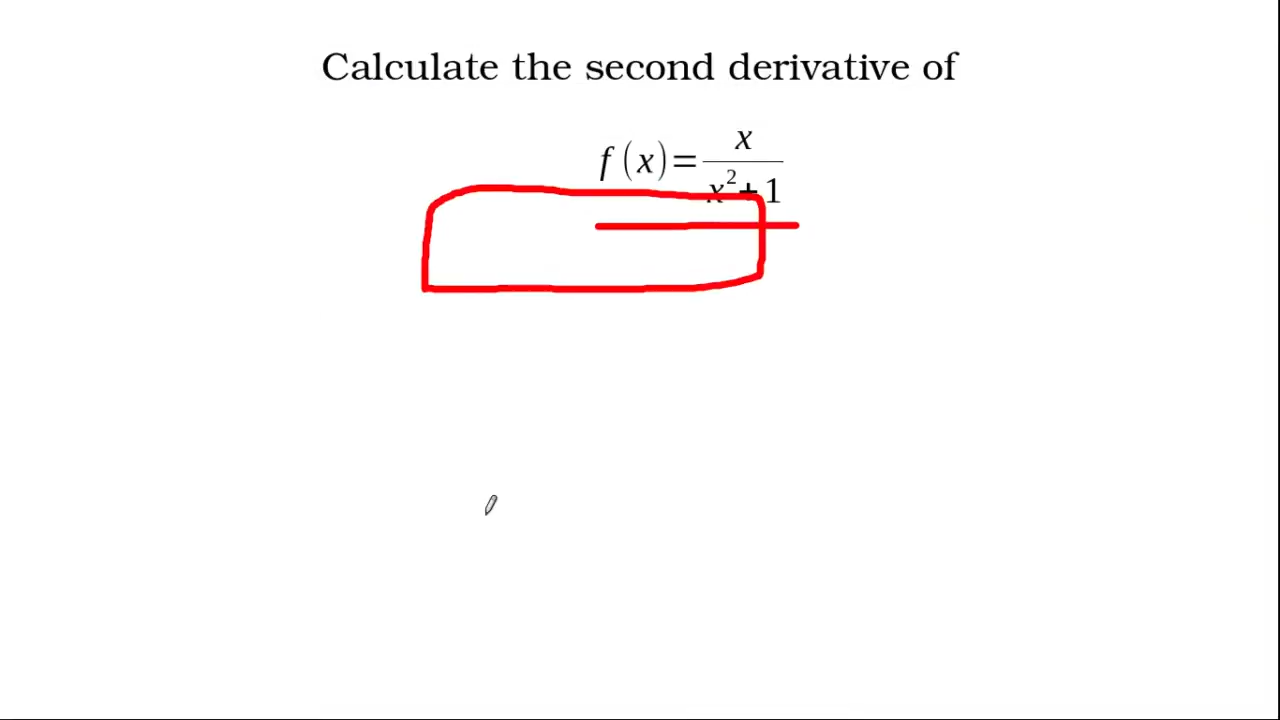 Calculate the second derivative of
f(x)=x/(x²+1)